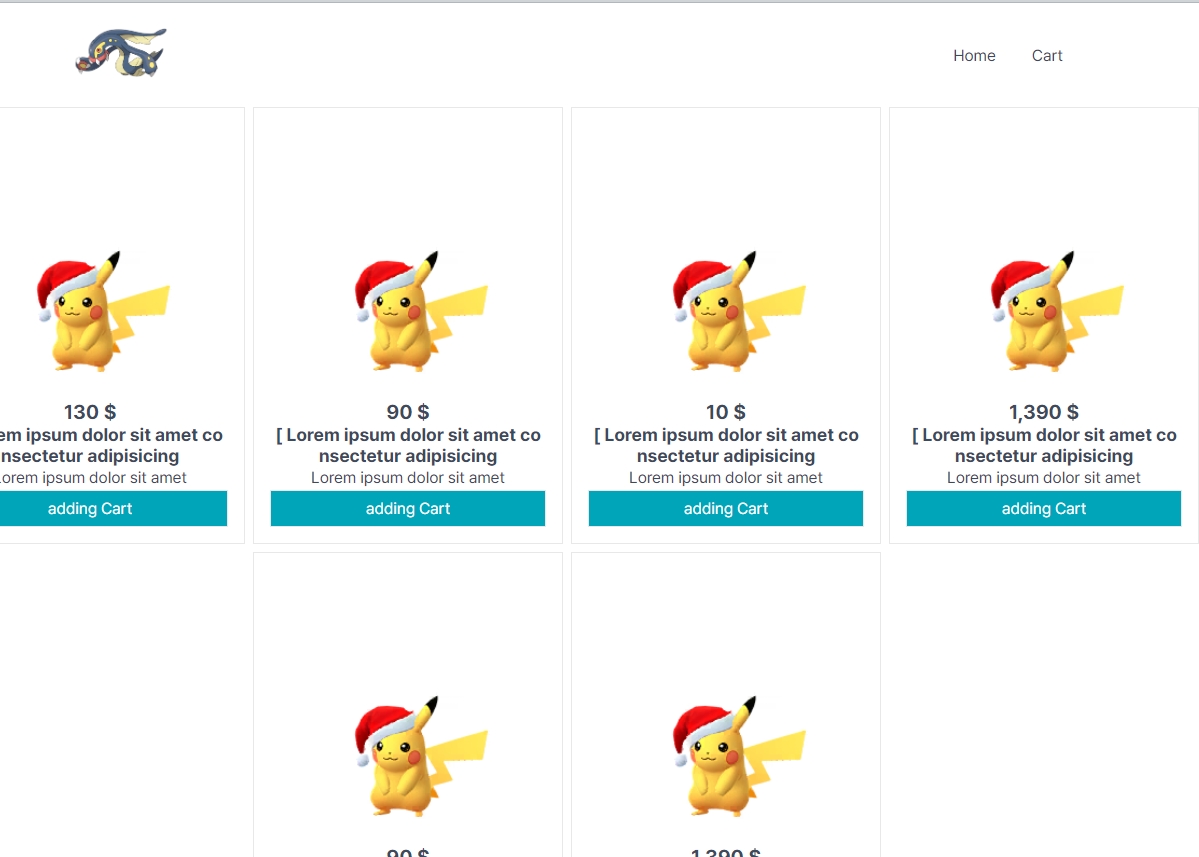 Home Cart
130 $ 90 $ 10 $ 1,390 $
em ipsum dolor sit amet co [ Lorem ipsum dolor sit amet co [ Lorem ipsum dolor sit amet co [ Lorem ipsum dolor sit amet co
nsectetur adipisicing nsectetur adipisicing nsectetur adipisicing nsectetur adipisicing
orem ipsum dolor sit amet Lorem ipsum dolor sit amet Lorem ipsum dolor sit amet Lorem ipsum dolor sit amet
adding Cart adding Cart adding Cart adding Cart
90 $ 1,390 $